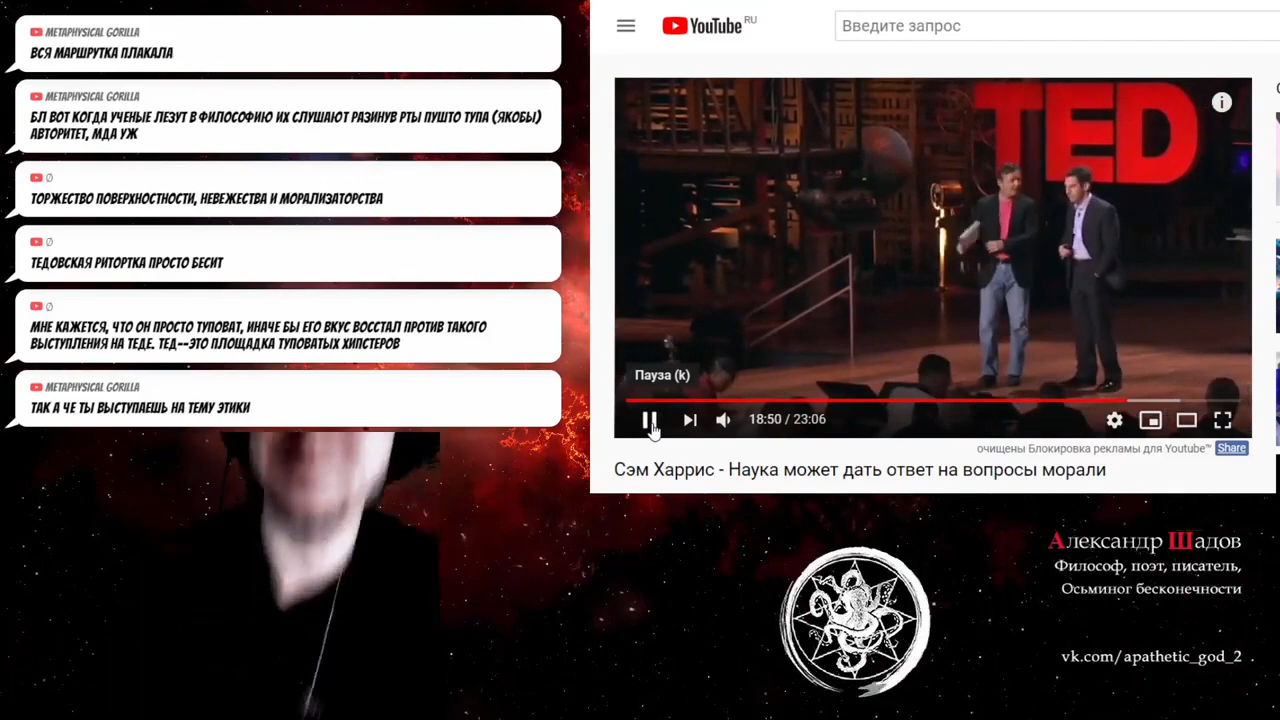 METAPHYSICAL GORILLA
ВСЯ МАРШРУТКА ПЛАКАЛА
METAPHYSICAL GORILLA
БЛ ВОТ КОГДА УЧЕНЫЕ ЛЕЗУТ В ФИЛОСОФИЮ ИХ СЛУШАЮТ РАЗИНУВ РТЫ ПУШТО ТУПА (ЯКОБЫ)
АВТОРИТЕТ, МДА УЖ
Ø
ТОРЖЕСТВО ПОВЕРХНОСТНОСТИ, НЕВЕЖЕСТВА И МОРАЛИЗАТОРСТВА
Ø
ТЕДОВСКАЯ РИТОРТКА ПРОСТО БЕСИТ
Ø
МНЕ КАЖЕТСЯ, ЧТО ОН ПРОСТО ТУПОВАТ, ИНАЧЕ БЫ ЕГО ВКУС ВОССТАЛ ПРОТИВ ТАКОГО
ВЫСТУПЛЕНИЯ НА ТЕДЕ. ТЕД--ЭТО ПЛОЩАДКА ТУПОВАТЫХ ХИПСТЕРОВ
METAPHYSICAL GORILLA
ТАК А ЧЕ ТЫ ВЫСТУПАЕШЬ НА ТЕМУ ЭТИКИ
YouTube RU
Введите запрос
TED
Пауза (k)
18:50 / 23:06
очищены Блокировка рекламы для Youtube™ Share
Сэм Харрис - Наука может дать ответ на вопросы морали
Александр Шадов
Философ, поэт, писатель,
Осьминог бесконечности
vk.com/apathetic_god_2